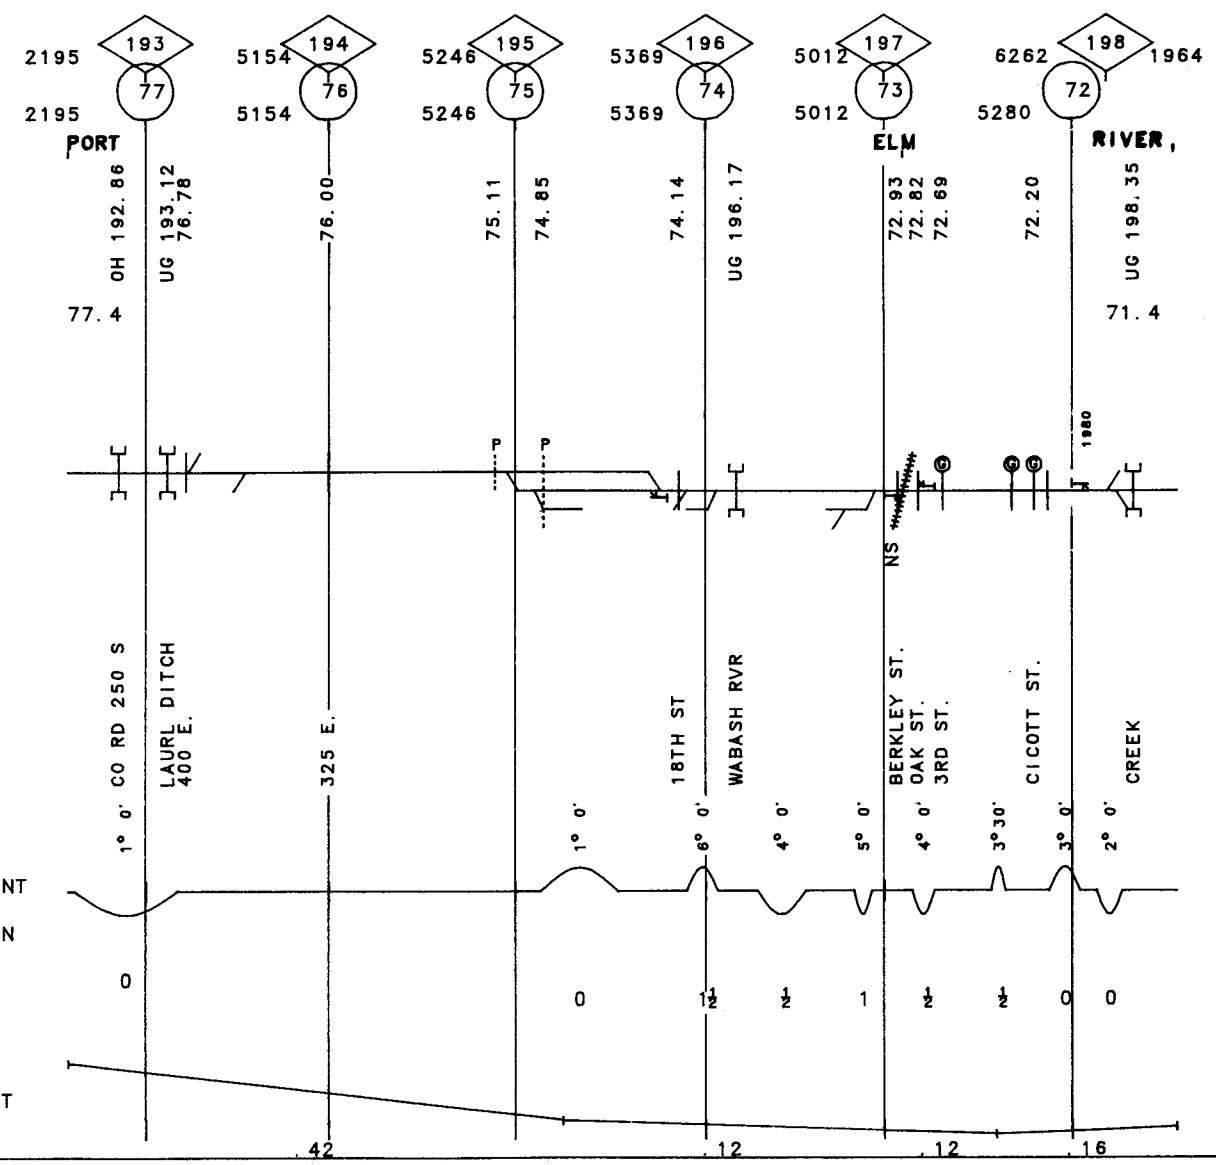 193 194 195 196 197 198
2195 5154 5246 5369 5012 6262 1964
77 76 75 74 73 72
2195 5154 5246 5369 5012 5280
PORT ELM RIVER,
OH 192.86
UG 193.12
76.78
76.00
75.11
74.85
74.14
UG 196.17
72.93
72.82
72.69
72.20
UG 198.35
77.4 71.4
P P
G G G
1980
NS
CO RD 250 S
LAURL DITCH
400 E.
325 E.
18TH ST
WABASH RVR
BERKLEY ST.
OAK ST.
3RD ST.
CICOTT ST.
CREEK
1° 0' 1° 0' 6° 0' 4° 0' 5° 0' 4° 0' 3°30' 3° 0' 2° 0'
NT
N
0
0 1½ ½ 1 ½ ½ 0 0
T
.42 .12 .12 .16